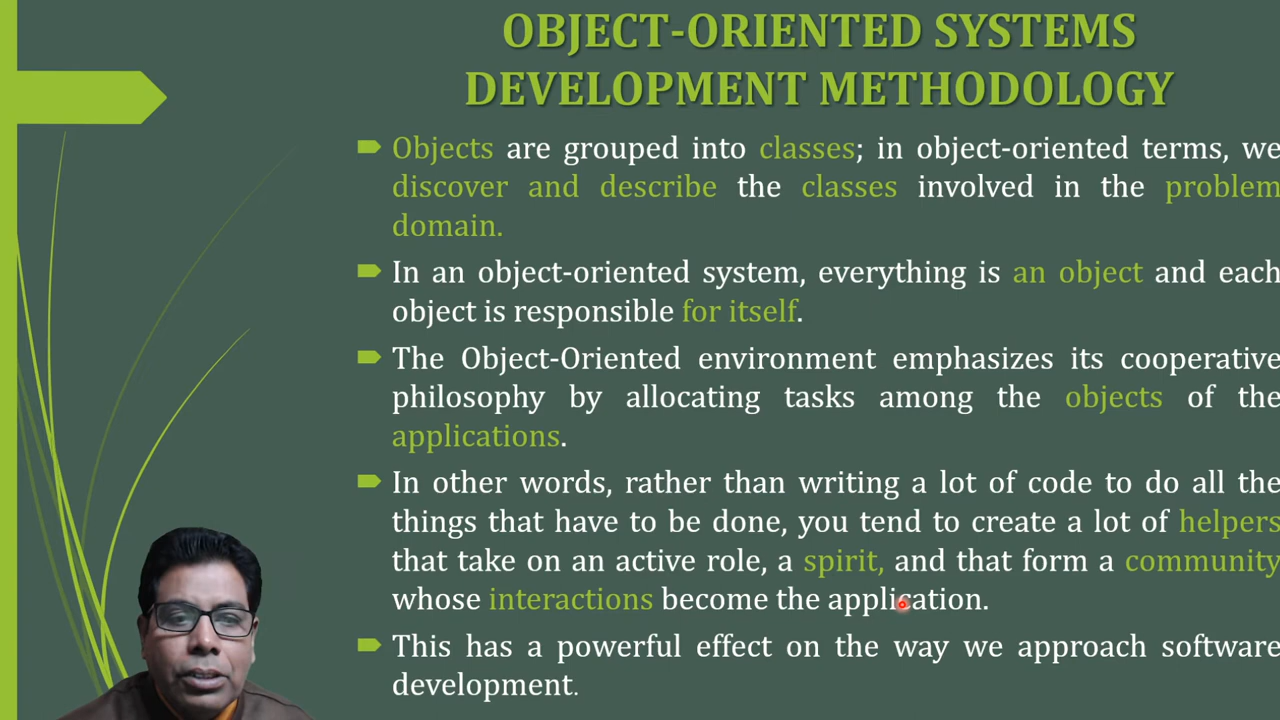 OBJECT-ORIENTED SYSTEMS
DEVELOPMENT METHODOLOGY
Objects are grouped into classes; in object-oriented terms, we
discover and describe the classes involved in the problem
domain.
In an object-oriented system, everything is an object and each
object is responsible for itself.
The Object-Oriented environment emphasizes its cooperative
philosophy by allocating tasks among the objects of the
applications.
In other words, rather than writing a lot of code to do all the
things that have to be done, you tend to create a lot of helpers
that take on an active role, a spirit, and that form a community
whose interactions become the application.
This has a powerful effect on the way we approach software
development.